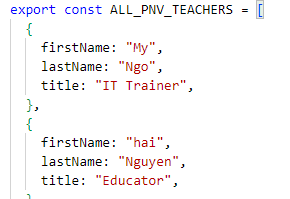 export const ALL_PNV_TEACHERS = [
{
firstName: "My",
lastName: "Ngo",
title: "IT Trainer",
},
{
firstName: "hai",
lastName: "Nguyen",
title: "Educator",